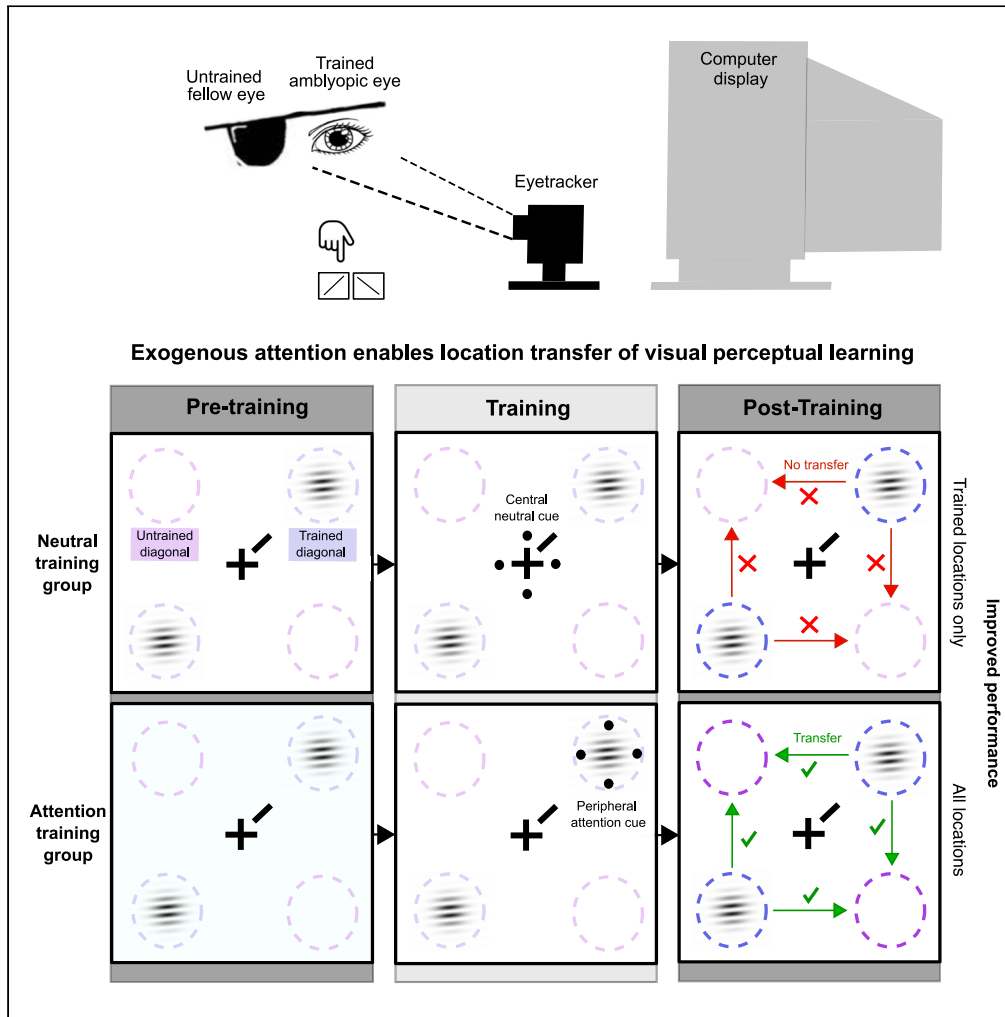 Untrained
fellow eye
Trained
amblyopic eye
Computer
display
Eyetracker
Exogenous attention enables location transfer of visual perceptual learning
Pre-training
Training
Post-Training
Neutral
training
group
Untrained
diagonal
Trained
diagonal
Central
neutral cue
No transfer
Trained locations only
Attention
training
group
Peripheral
attention cue
Transfer
All locations
Improved performance